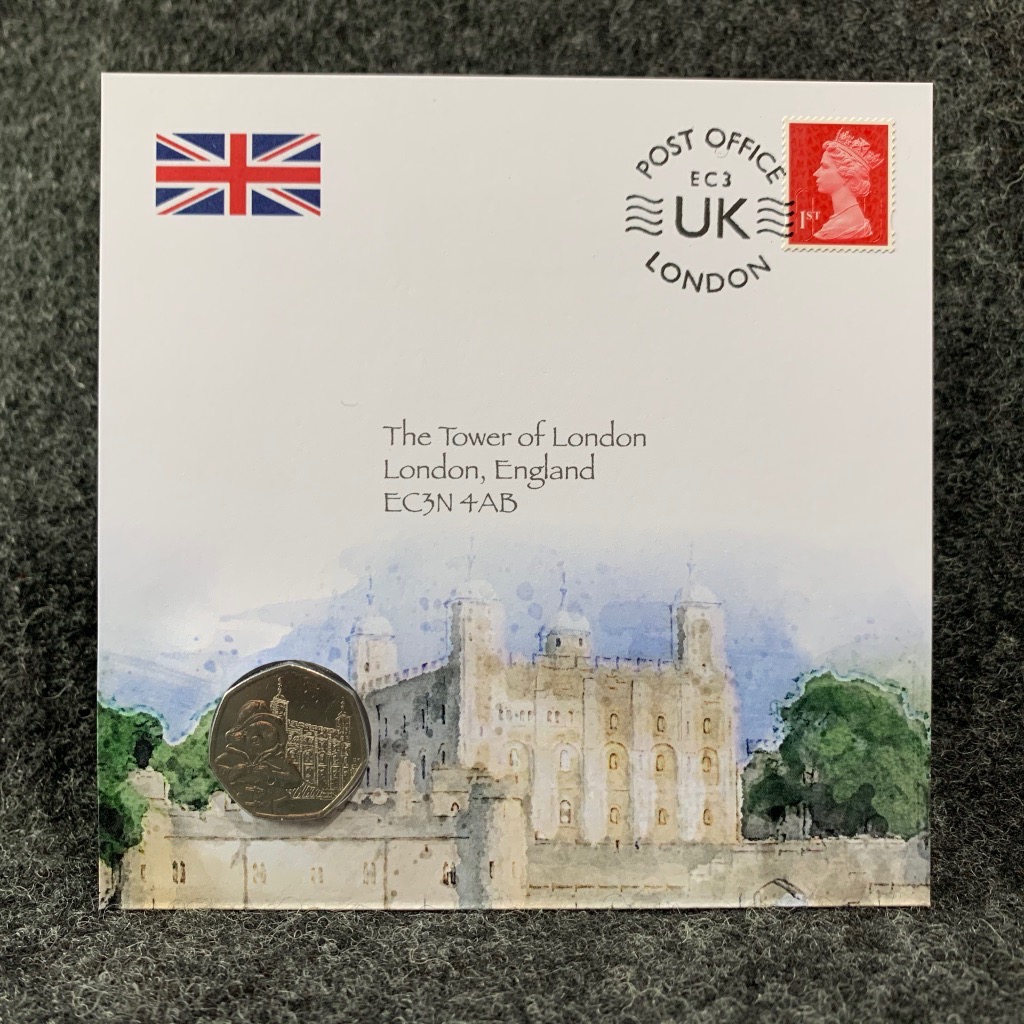 POST OFFICE
EC3
UK
LONDON
1ST
The Tower of London
London, England
EC3N 4AB